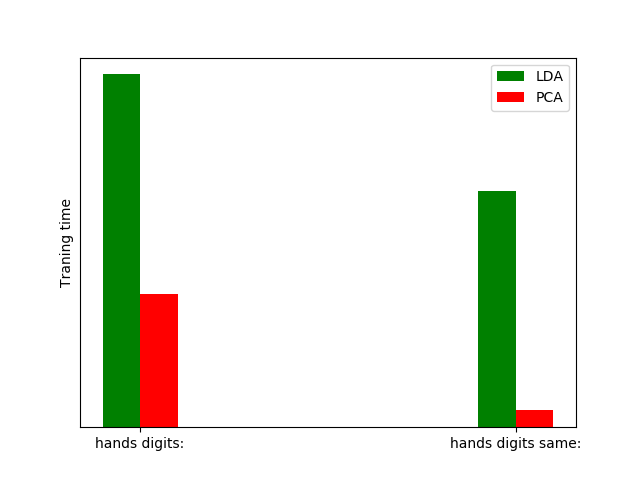 LDA
PCA
Traning time
hands digits:
hands digits same: